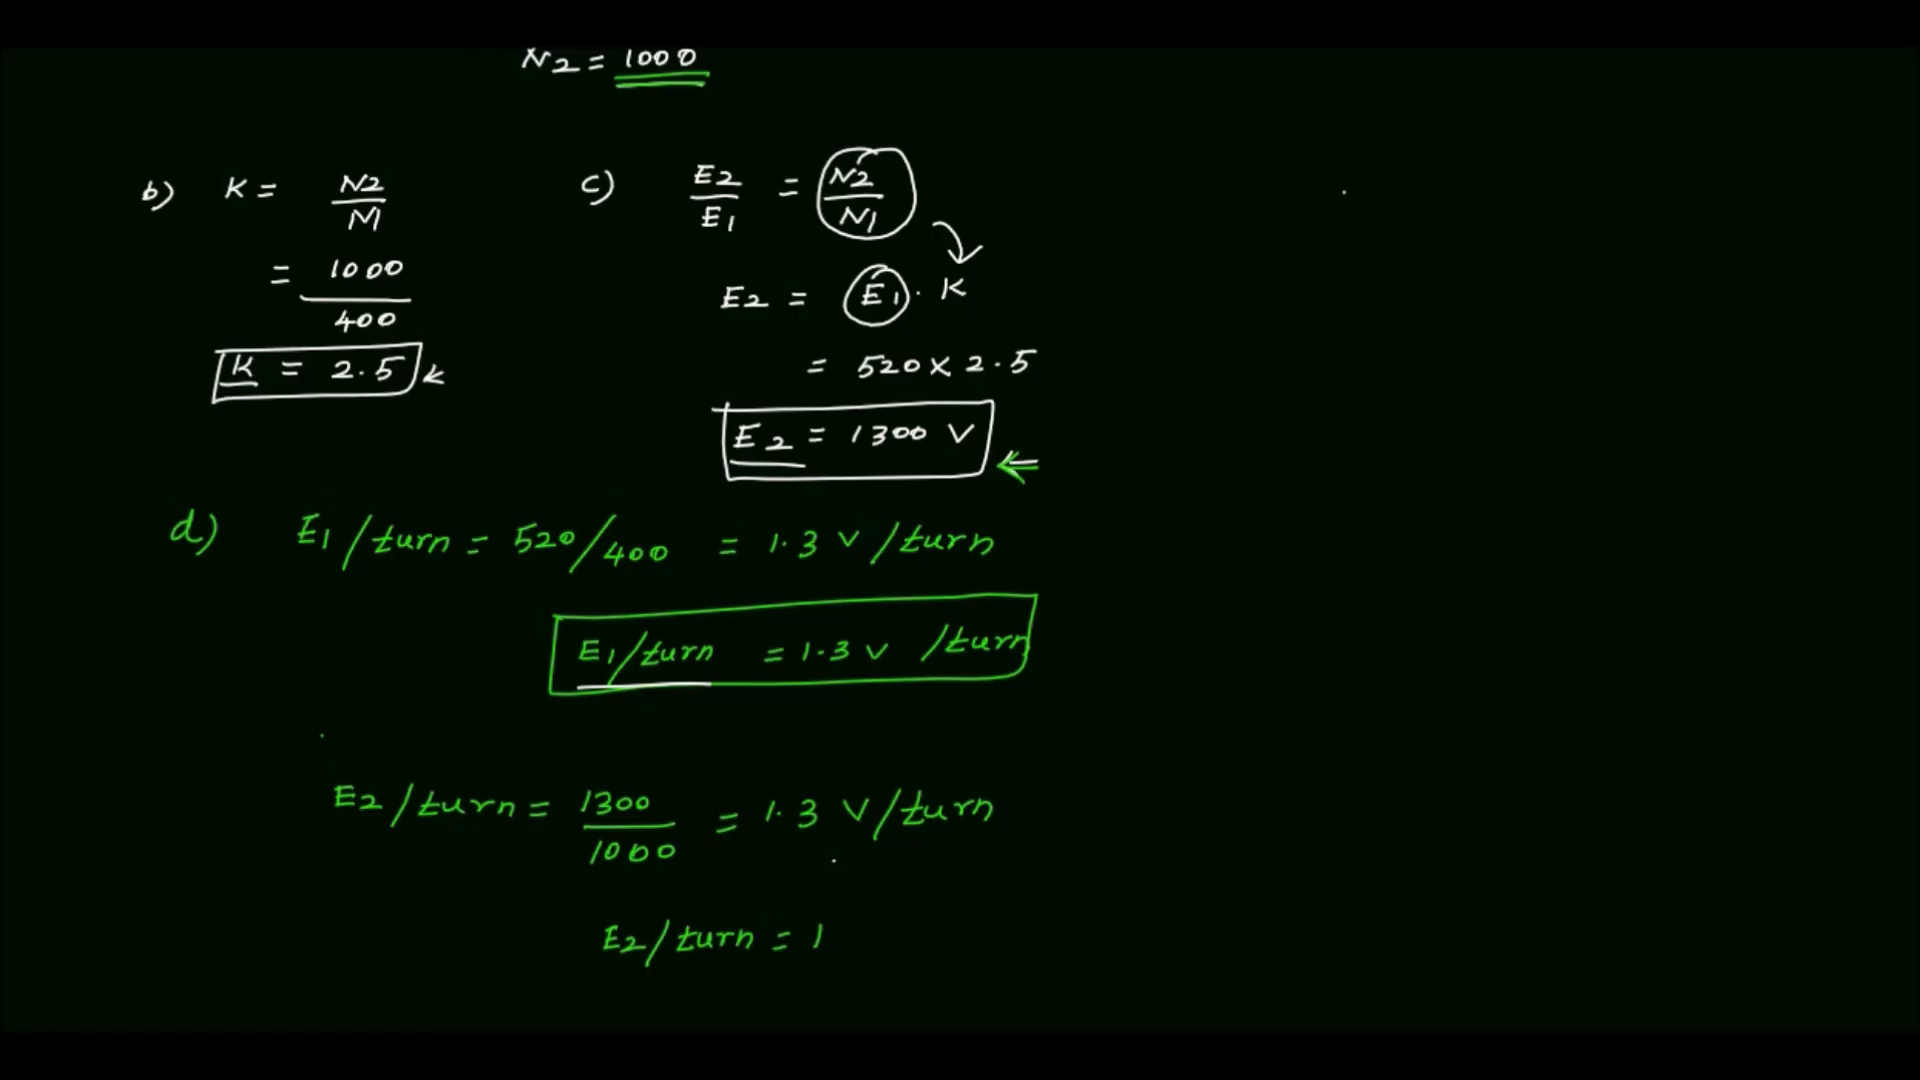 N2 = 1000
b) K = N2/N1
= 1000/400
K = 2.5
c) E2/E1 = N2/N1
E2 = E1 . K
= 520 x 2.5
E2 = 1300 V
d) E1/turn = 520/400 = 1.3 V/turn
E1/turn = 1.3 V /turn
E2/turn = 1300/1000 = 1.3 V/turn
E2/turn = 1